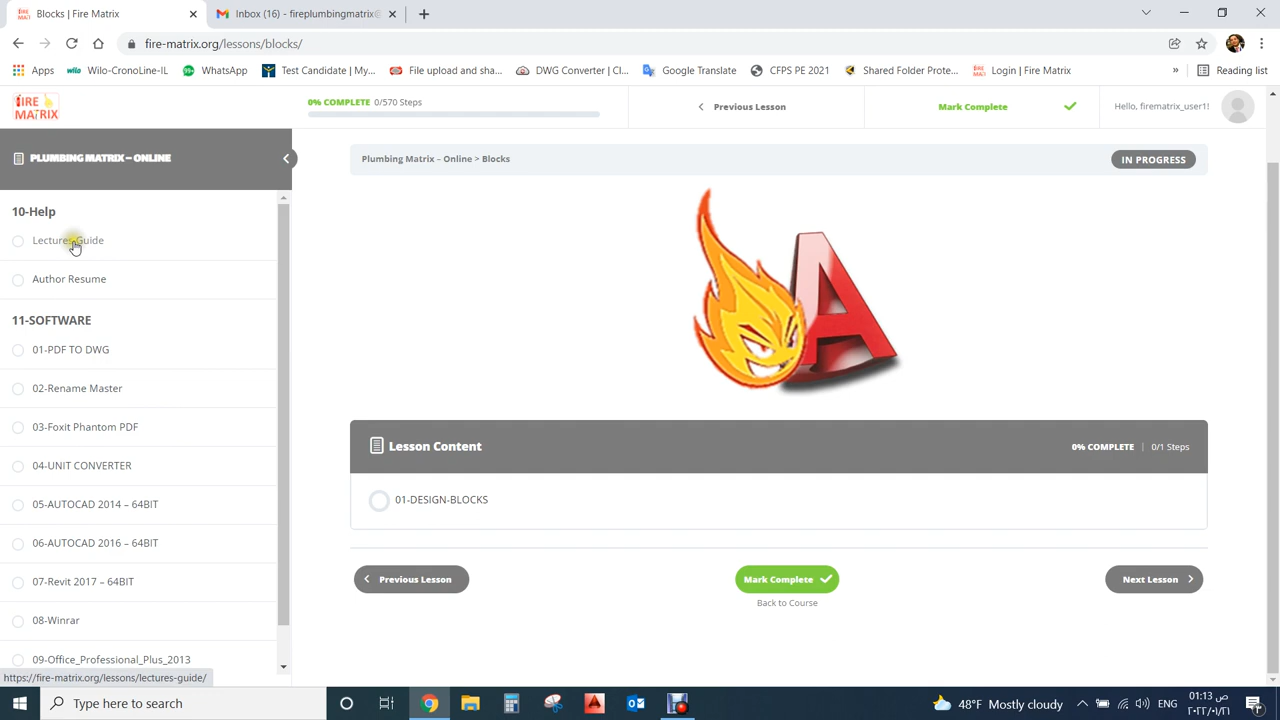 Blocks | Fire Matrix
Inbox (16) - fireplumbingmatrix@
fire-matrix.org/lessons/blocks/
Apps
wilo
Wilo-CronoLine-IL
99+
WhatsApp
Test Candidate | My...
File upload and sha...
DWG Converter | Cl...
Google Translate
CFPS PE 2021
Shared Folder Prote...
Login | Fire Matrix
»
Reading list
FIRE
MATRIX
0% COMPLETE 0/570 Steps
Previous Lesson
Mark Complete
Hello, firematrix_user1!
PLUMBING MATRIX – ONLINE
Plumbing Matrix – Online > Blocks
IN PROGRESS
10-Help
Lectures Guide
Author Resume
11-SOFTWARE
01-PDF TO DWG
02-Rename Master
03-Foxit Phantom PDF
04-UNIT CONVERTER
05-AUTOCAD 2014 – 64BIT
06-AUTOCAD 2016 – 64BIT
07-Revit 2017 – 64BIT
08-Winrar
09-Office_Professional_Plus_2013
A
Lesson Content
0% COMPLETE | 0/1 Steps
01-DESIGN-BLOCKS
Previous Lesson
Mark Complete
Next Lesson
Back to Course
https://fire-matrix.org/lessons/lectures-guide/
Type here to search
48°F Mostly cloudy
ENG
01:13 ص